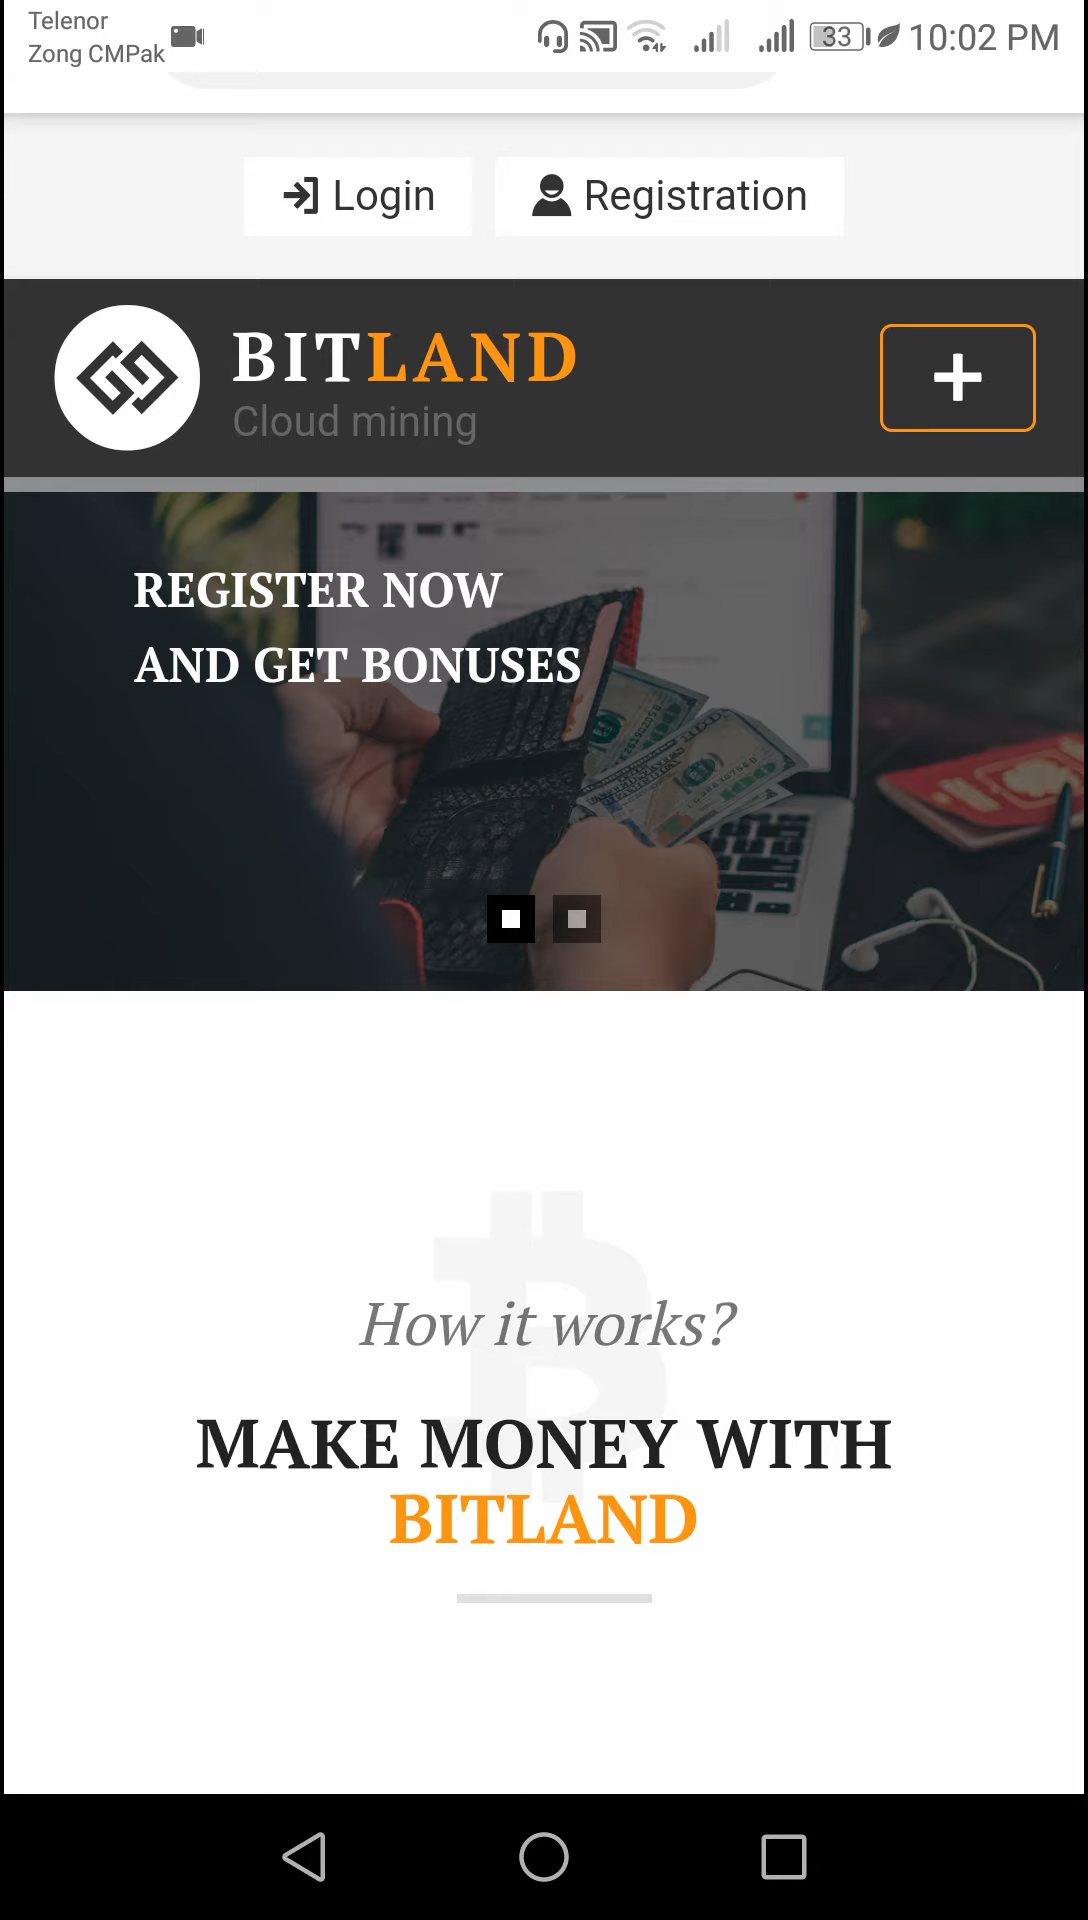 Telenor
Zong CMPak
33
10:02 PM
Login
Registration
BITLAND
Cloud mining
REGISTER NOW
AND GET BONUSES
How it works?
MAKE MONEY WITH
BITLAND